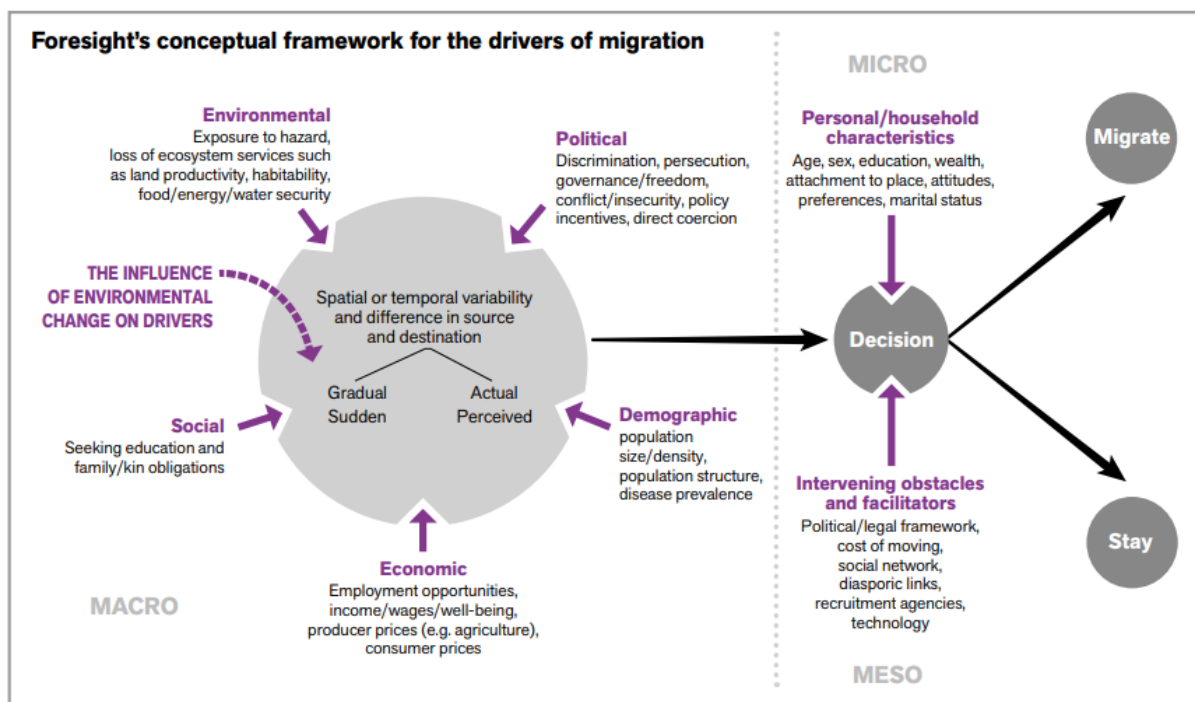 Foresight's conceptual framework for the drivers of migration
MACRO
Environmental
Exposure to hazard,
loss of ecosystem services such
as land productivity, habitability,
food/energy/water security
Political
Discrimination, persecution,
governance/freedom,
conflict/insecurity, policy
incentives, direct coercion
THE INFLUENCE
OF ENVIRONMENTAL
CHANGE ON DRIVERS
Spatial or temporal variability
and difference in source
and destination
Gradual
Sudden
Actual
Perceived
Social
Seeking education and
family/kin obligations
Demographic
population
size/density,
population structure,
disease prevalence
Economic
Employment opportunities,
income/wages/well-being,
producer prices (e.g. agriculture),
consumer prices
MICRO
Personal/household
characteristics
Age, sex, education, wealth,
attachment to place, attitudes,
preferences, marital status
Decision
Intervening obstacles
and facilitators
Political/legal framework,
cost of moving,
social network,
diasporic links,
recruitment agencies,
technology
MESO
Migrate
Stay